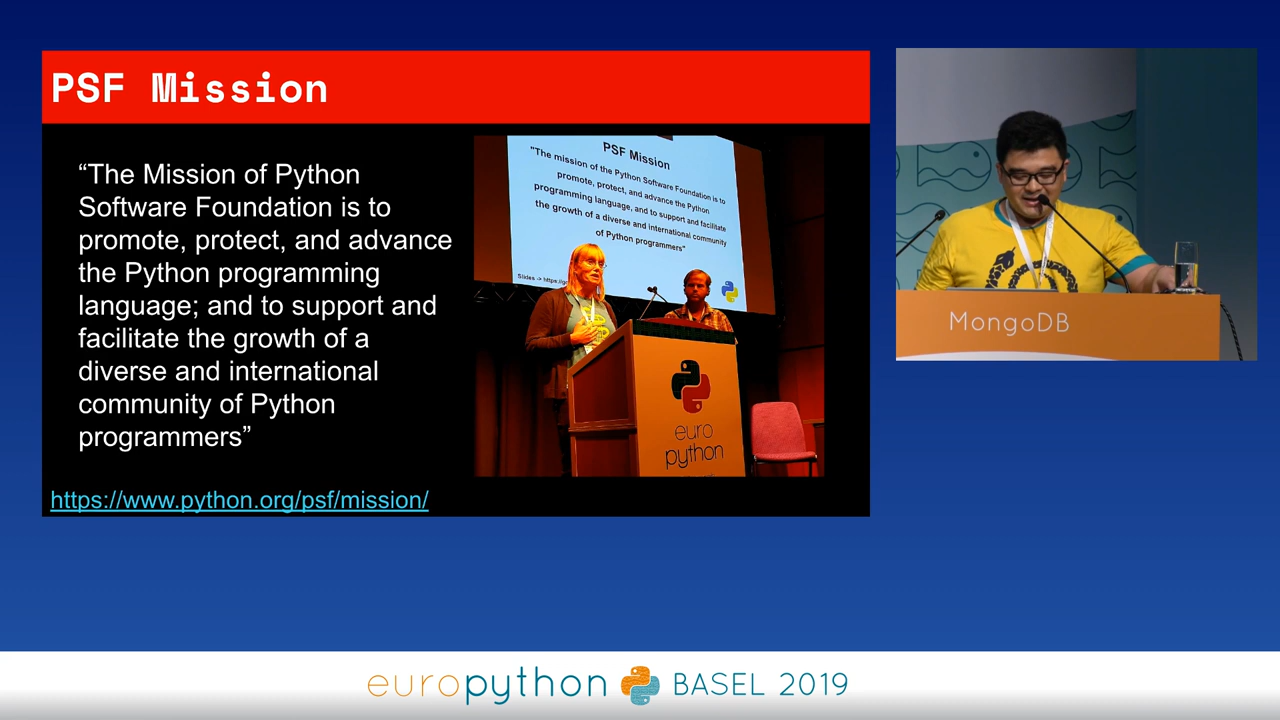 PSF Mission
“The Mission of Python
Software Foundation is to
promote, protect, and advance
the Python programming
language; and to support and
facilitate the growth of a
diverse and international
community of Python
programmers”
https://www.python.org/psf/mission/
PSF Mission
"The mission of the Python Software Foundation is to
promote, protect, and advance the Python
programming language, and to support and facilitate
the growth of a diverse and international community
of Python programmers"
Slides -> https://
euro
python
MongoDB
europython BASEL 2019